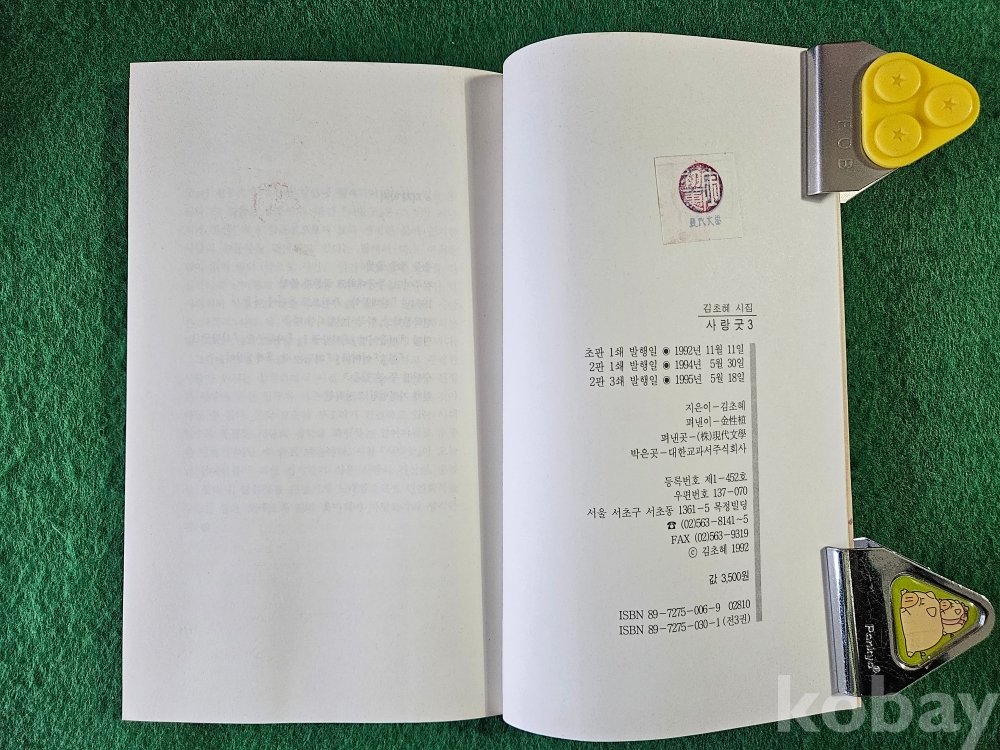 김초혜 시집
사랑굿 3
초판 1쇄 발행일 ◉ 1992년 11월 11일
2판 1쇄 발행일 ◉ 1994년 5월 30일
2판 3쇄 발행일 ◉ 1995년 5월 18일
지은이-김초혜
펴낸이-金性植
펴낸곳-(株)現代文學
박은곳-대한교과서주식회사
등록번호 제1-452호
우편번호 137-070
서울 서초구 서초동 1361-5 목정빌딩
☎ (02)563-8141~5
FAX (02)563-9319
ⓒ 김초혜 1992
값 3,500원
ISBN 89-7275-006-9 02810
ISBN 89-7275-030-1 (전3권)
kobay